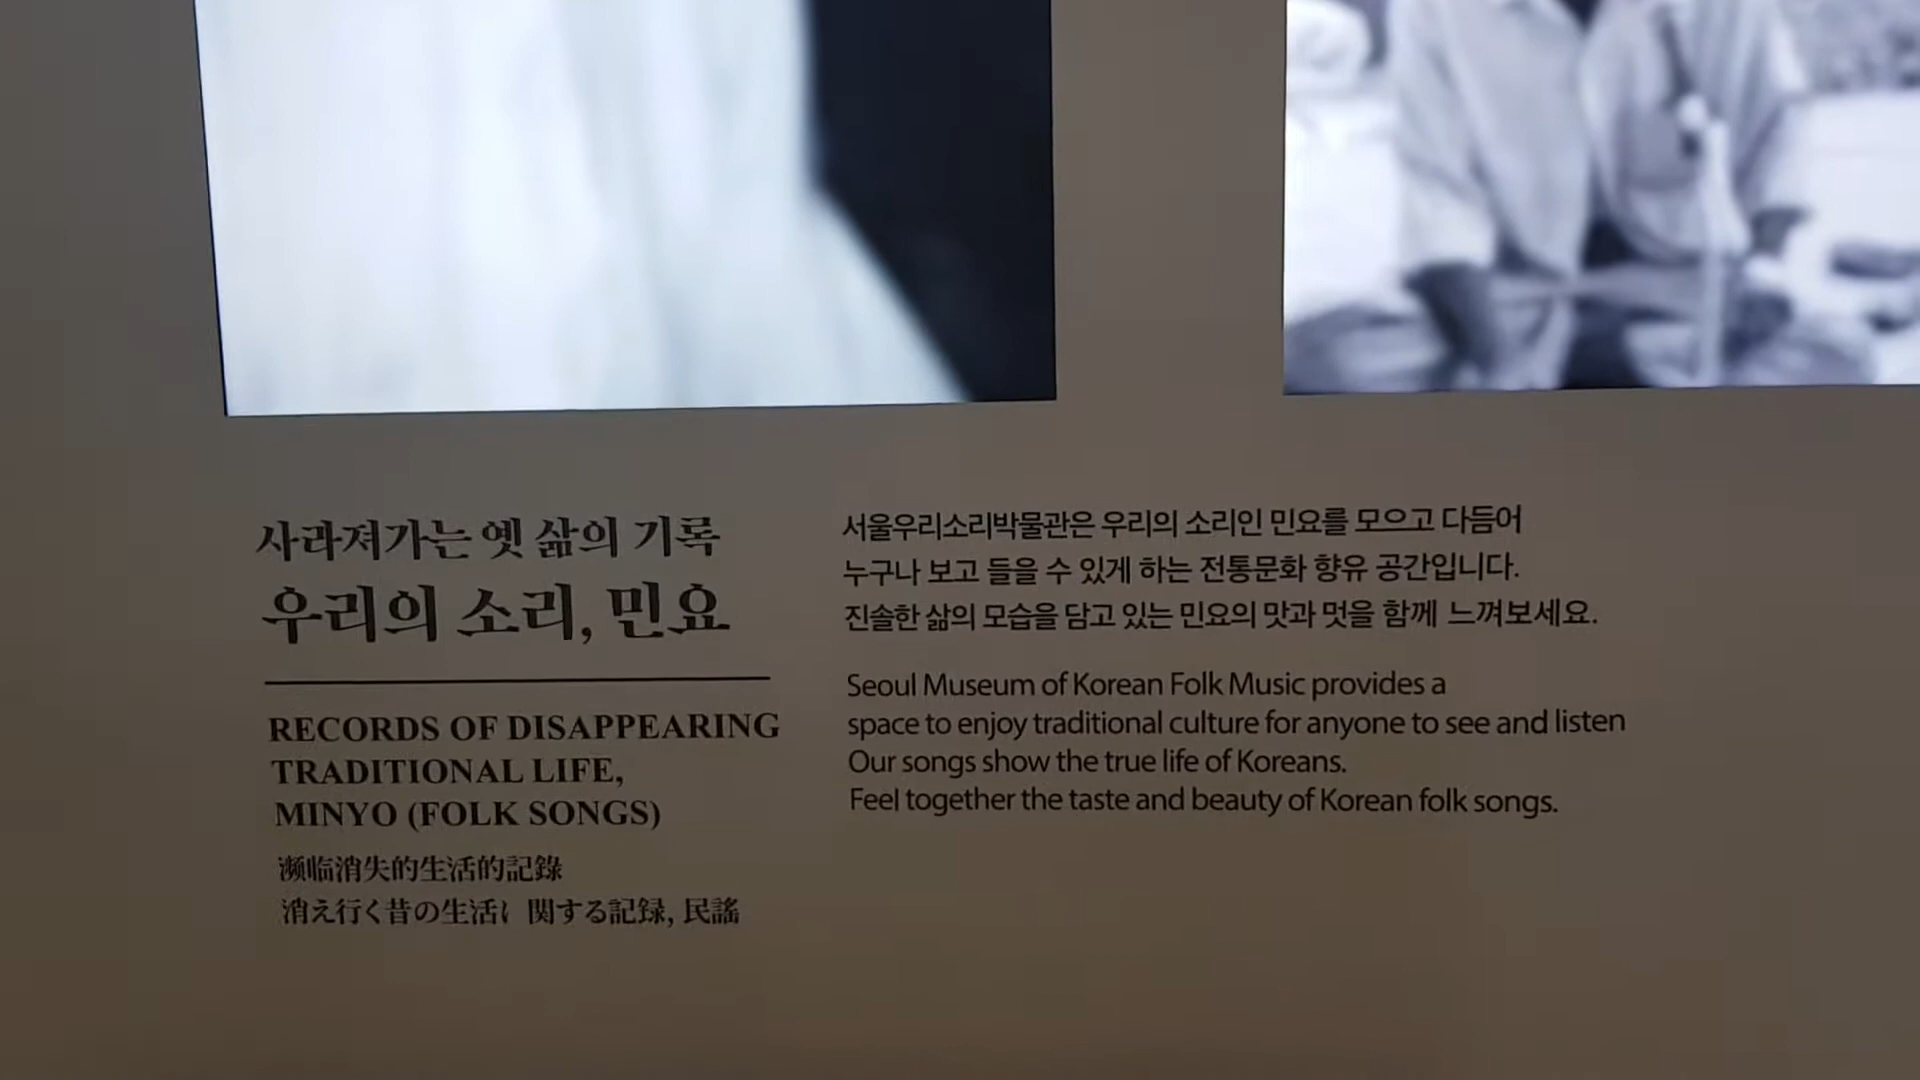 사라져가는 옛 삶의 기록
우리의 소리, 민요
RECORDS OF DISAPPEARING
TRADITIONAL LIFE,
MINYO (FOLK SONGS)
濒临消失的生活的記錄
消え行く昔の生活に 関する記録, 民謠
서울우리소리박물관은 우리의 소리인 민요를 모으고 다듬어
누구나 보고 들을 수 있게 하는 전통문화 향유 공간입니다.
진솔한 삶의 모습을 담고 있는 민요의 맛과 멋을 함께 느껴보세요.
Seoul Museum of Korean Folk Music provides a
space to enjoy traditional culture for anyone to see and listen
Our songs show the true life of Koreans.
Feel together the taste and beauty of Korean folk songs.